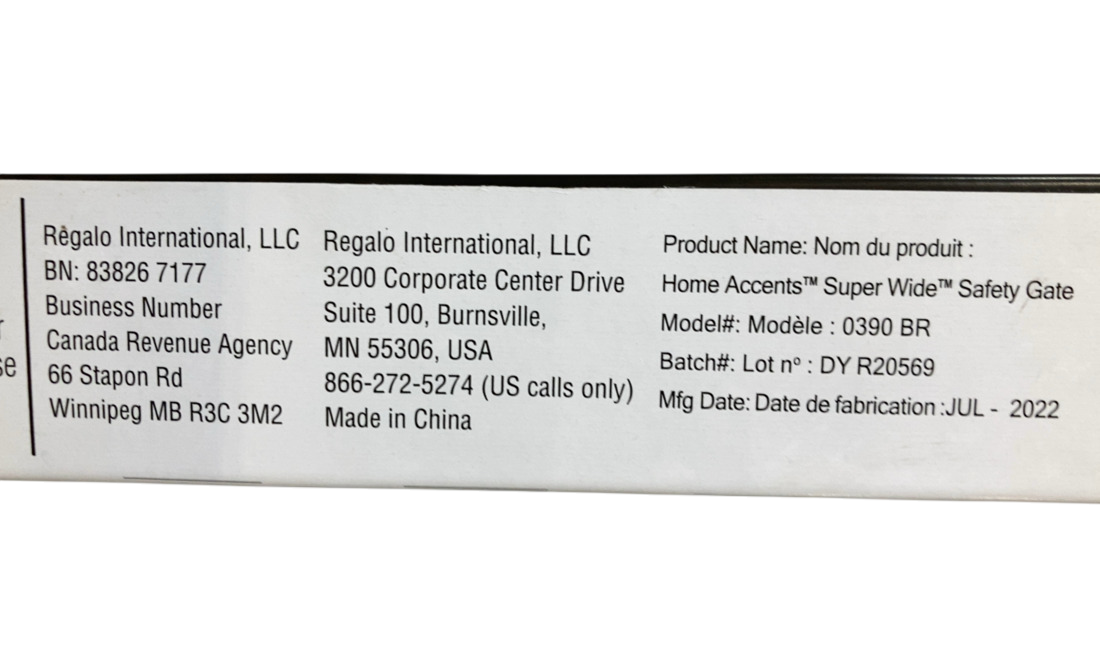 se
Regalo International, LLC
BN: 83826 7177
Business Number
Canada Revenue Agency
66 Stapon Rd
Winnipeg MB R3C 3M2
Regalo International, LLC
3200 Corporate Center Drive
Suite 100, Burnsville,
MN 55306, USA
866-272-5274 (US calls only)
Made in China
Product Name: Nom du produit :
Home Accents™ Super Wide™ Safety Gate
Model#: Modèle : 0390 BR
Batch#: Lot nº : DY R20569
Mfg Date: Date de fabrication :JUL - 2022